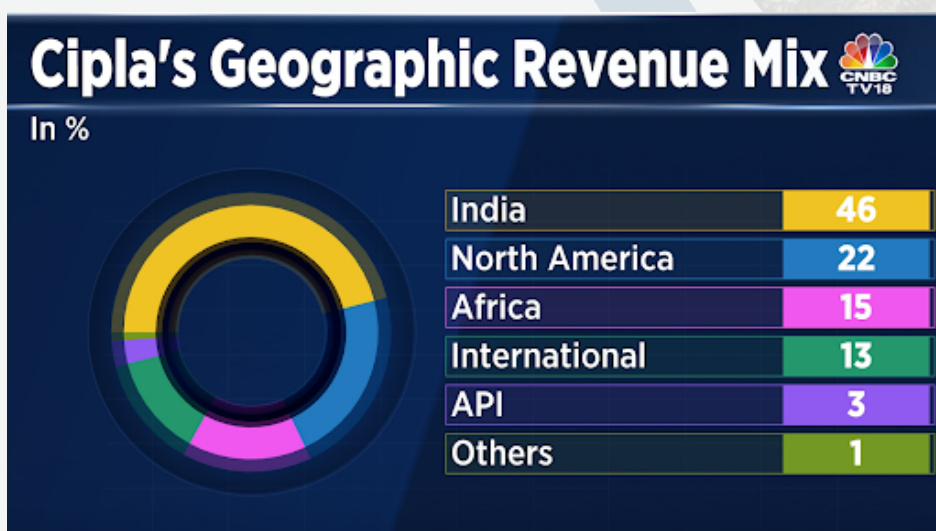 Cipla's Geographic Revenue Mix
CNBC
TV18
In %
India 46
North America 22
Africa 15
International 13
API 3
Others 1